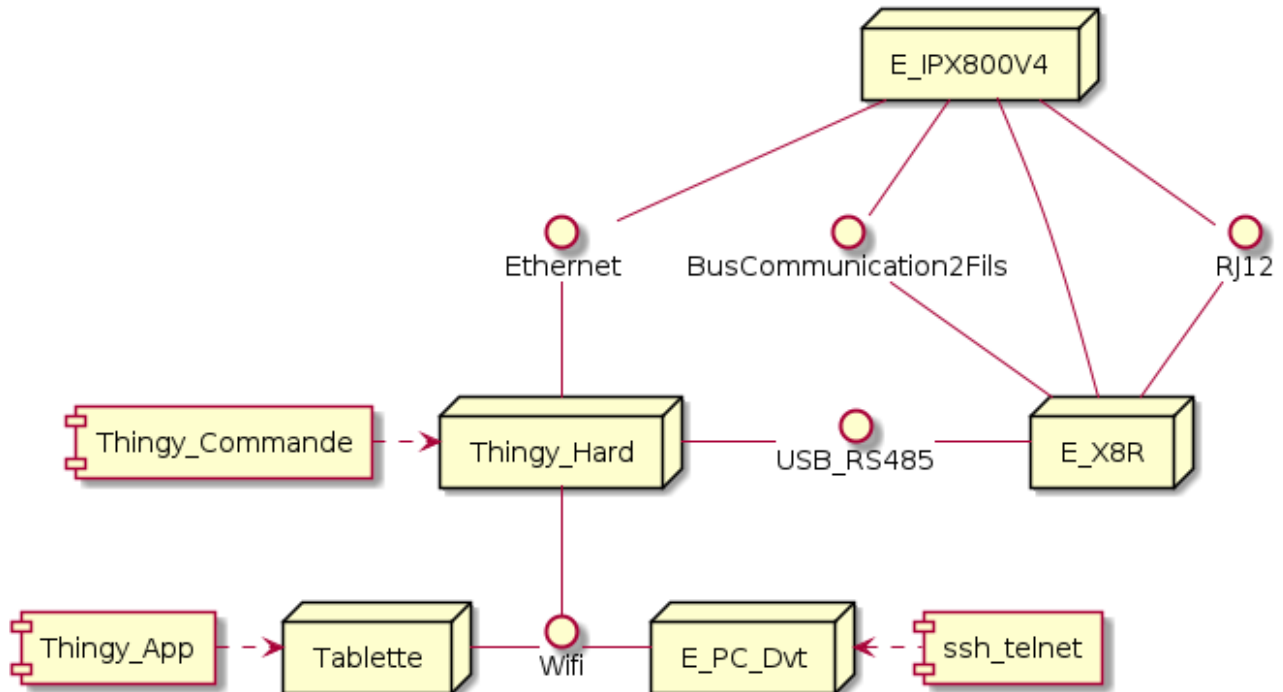 E_IPX800V4
Ethernet
BusCommunication2Fils
RJ12
Thingy_Commande
Thingy_Hard
USB_RS485
E_X8R
Thingy_App
Tablette
Wifi
E_PC_Dvt
ssh_telnet